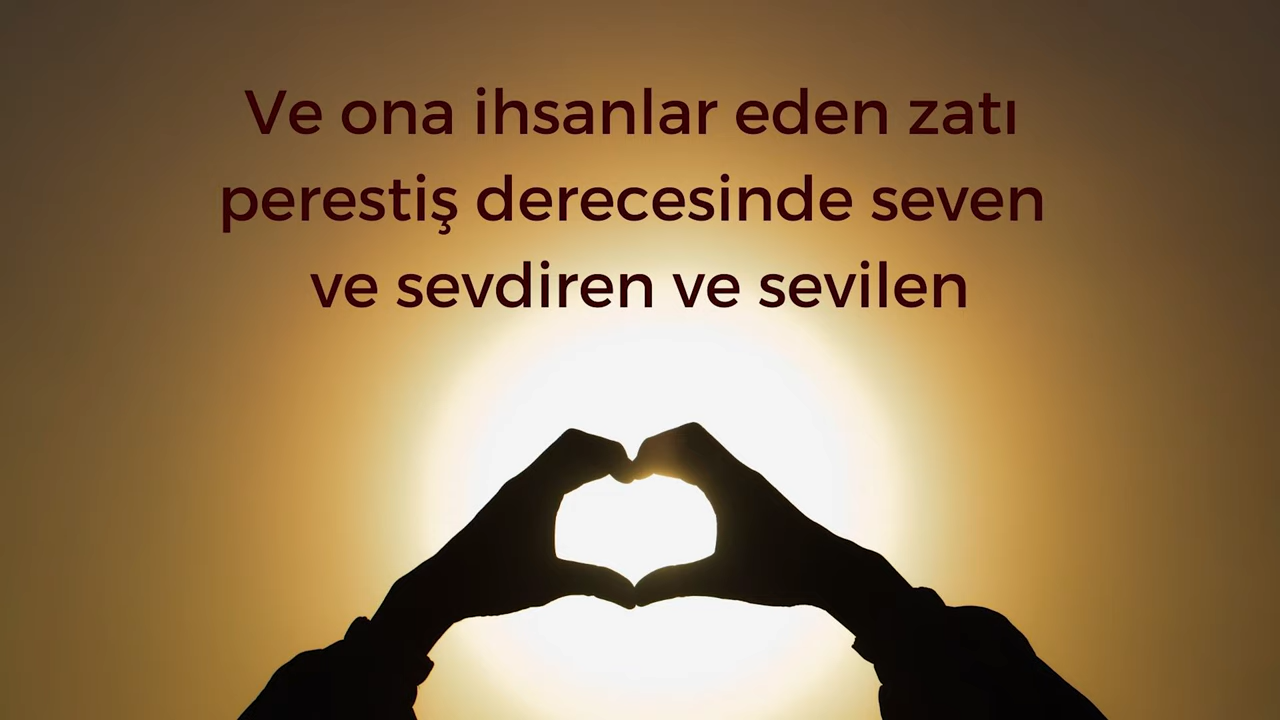 Ve ona ihsanlar eden zatı
perestiş derecesinde seven
ve sevdiren ve sevilen